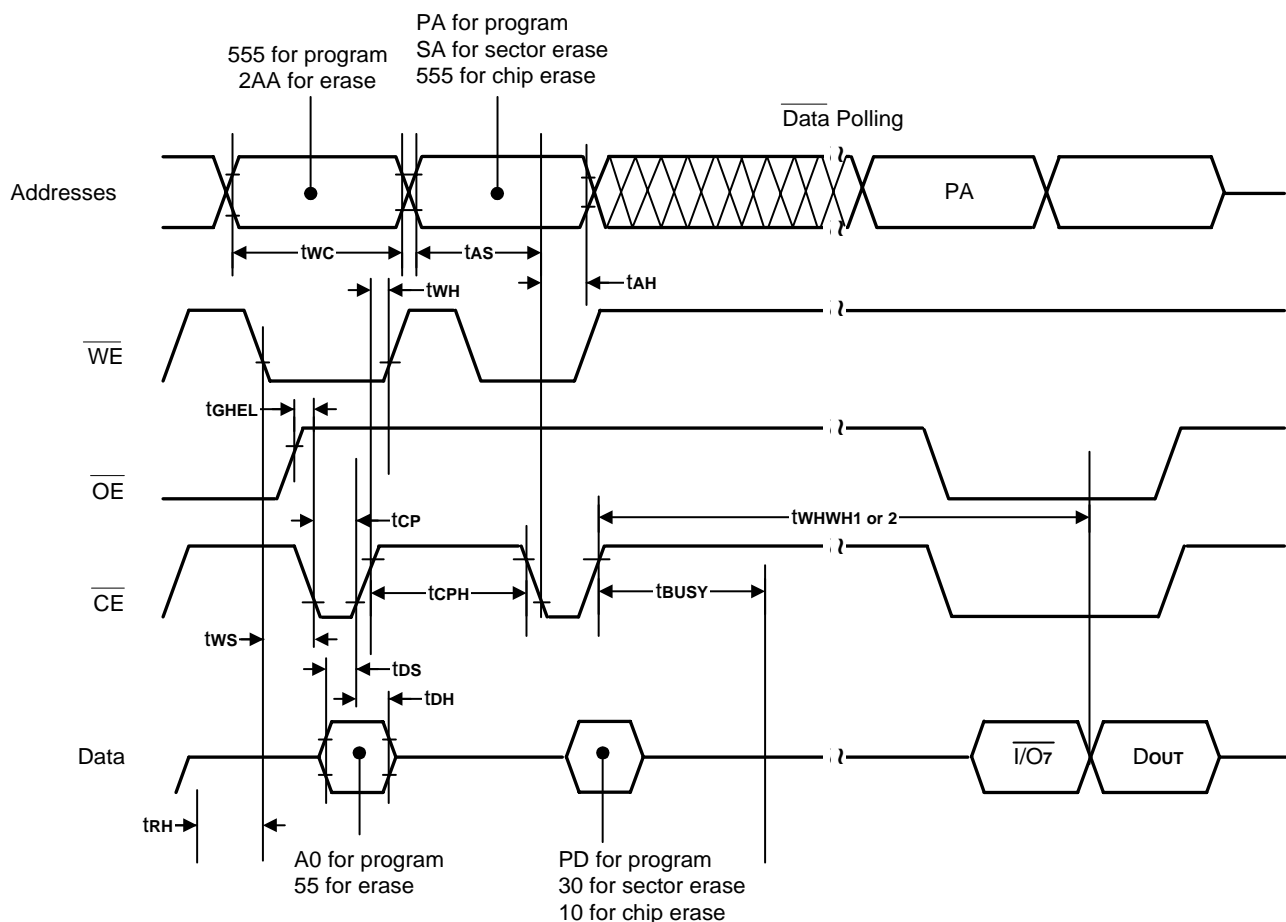 PA for program
SA for sector erase
555 for chip erase
555 for program
2AA for erase
Data Polling
Addresses
PA
tWC
tAS
tWH
tAH
WE
tGHEL
OE
tCP
tWHWH1 or 2
CE
tCPH
tBUSY
tWS
tDS
tDH
Data
I/O7
DOUT
tRH
A0 for program
55 for erase
PD for program
30 for sector erase
10 for chip erase